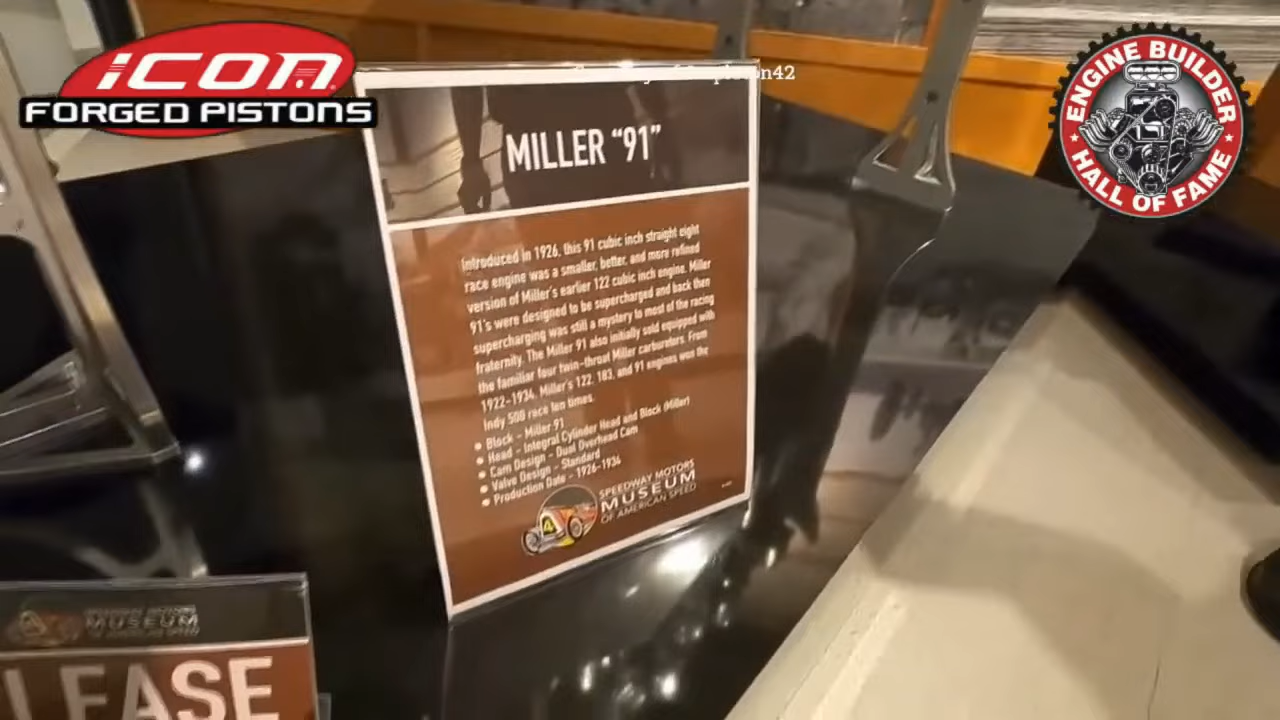 iCON
FORGED PISTONS
ENGINE BUILDER
HALL OF FAME
MILLER “91”
Introduced in 1926, this 91 cubic inch straight eight
race engine was a smaller, better, and more refined
version of Miller's earlier 122 cubic inch engine. Miller
91's were designed to be supercharged and back then
supercharging was still a mystery to most of the racing
fraternity. The Miller 91 also initially sold equipped with
the familiar four twin-throat Miller carburetors. From
1922-1934, Miller's 122, 183, and 91 engines won the
Indy 500 race ten times.
• Block - Miller 91
• Head - Integral Cylinder Head and Block (Miller)
• Cam Design - Dual Overhead Cam
• Valve Design - Standard
• Production Date - 1926-1934
4
SPEEDWAY MOTORS
MUSEUM
OF AMERICAN SPEED
MUSEUM
OF AMERICAN SPEED
LEASE